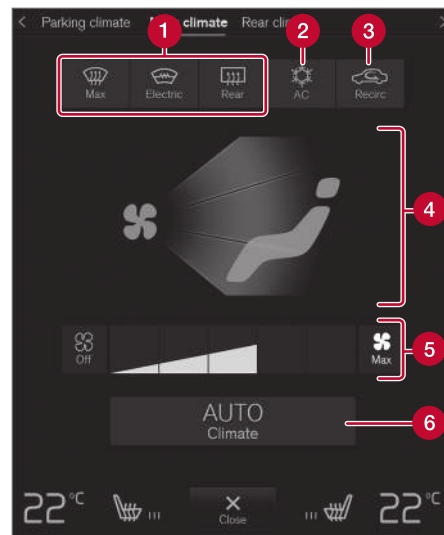 Parking climate climate Rear cli
1 2 3
Max Electric Rear AC Recirc
4
Off Max 5
AUTO 6
Climate
22°C 22°C
Close